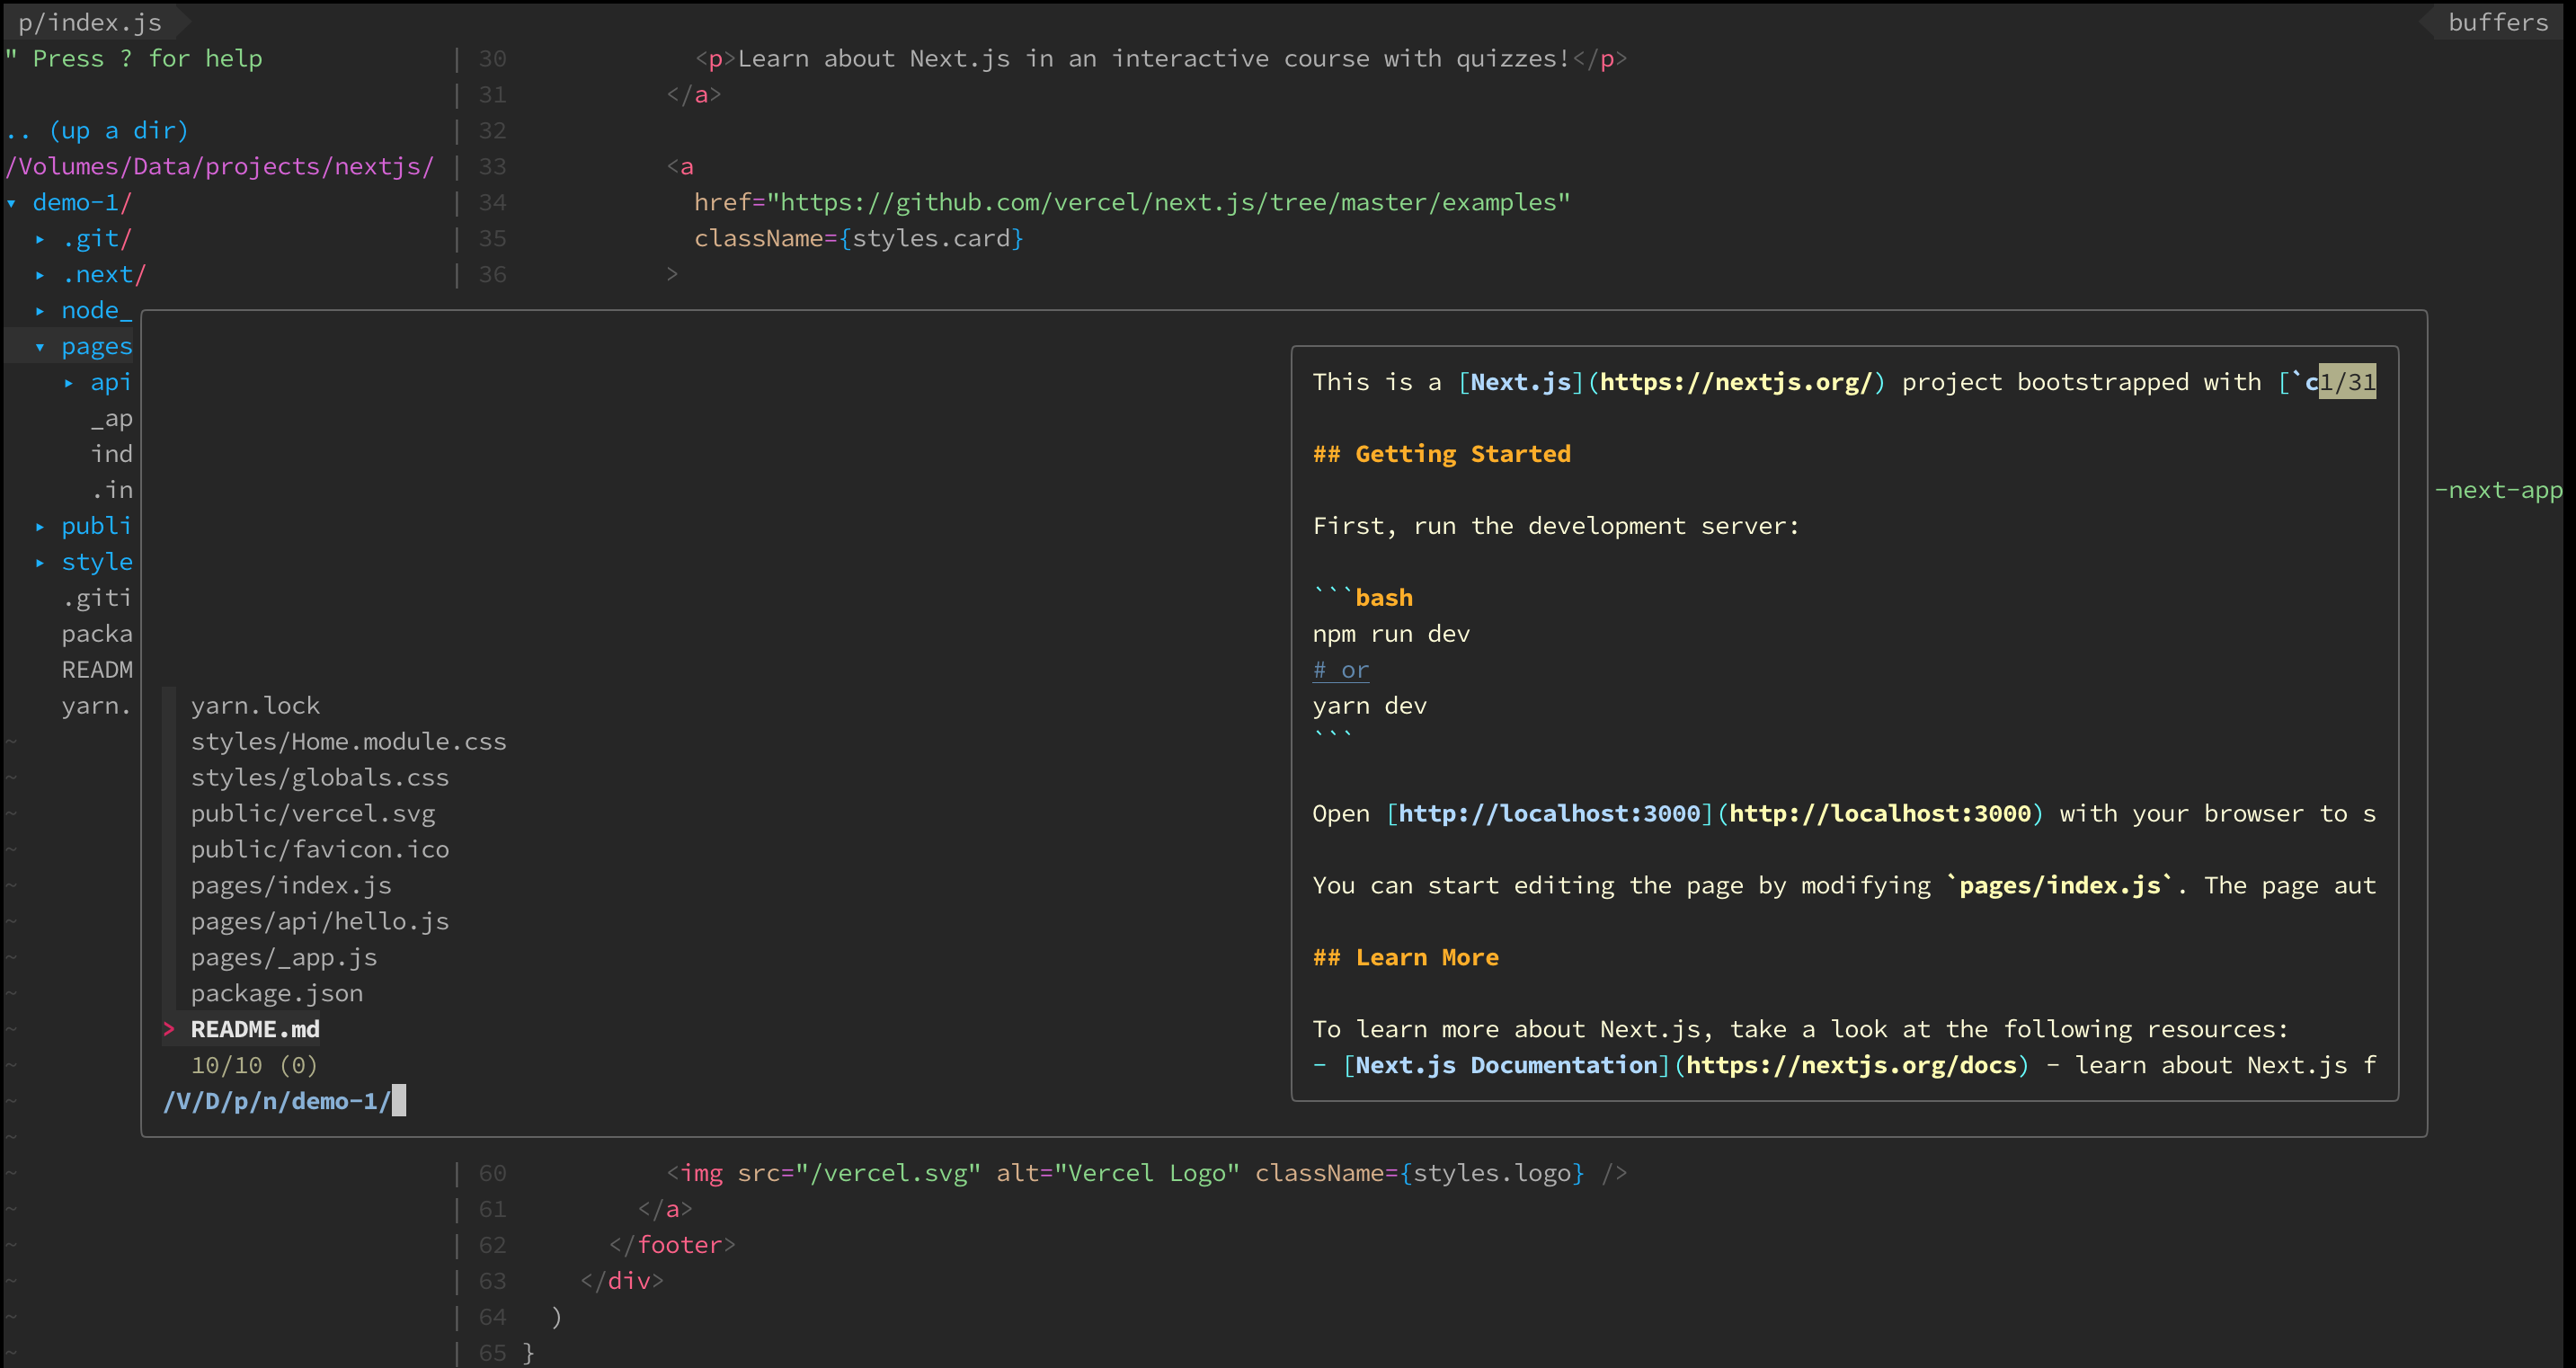 p/index.js
buffers
" Press ? for help
.. (up a dir)
/Volumes/Data/projects/nextjs/
▾ demo-1/
▸ .git/
▸ .next/
▸ node_
▾ pages
▸ api
_ap
ind
.in
▸ publi
▸ style
.giti
packa
READM
yarn.
30 <p>Learn about Next.js in an interactive course with quizzes!</p>
31 </a>
32
33 <a
34 href="https://github.com/vercel/next.js/tree/master/examples"
35 className={styles.card}
36 >
-next-app
yarn.lock
styles/Home.module.css
styles/globals.css
public/vercel.svg
public/favicon.ico
pages/index.js
pages/api/hello.js
pages/_app.js
package.json
> README.md
10/10 (0)
/V/D/p/n/demo-1/
This is a [Next.js](https://nextjs.org/) project bootstrapped with [`c1/31
## Getting Started
First, run the development server:
```bash
npm run dev
# or
yarn dev
```
Open [http://localhost:3000](http://localhost:3000) with your browser to s
You can start editing the page by modifying `pages/index.js`. The page aut
## Learn More
To learn more about Next.js, take a look at the following resources:
- [Next.js Documentation](https://nextjs.org/docs) - learn about Next.js f
60 <img src="/vercel.svg" alt="Vercel Logo" className={styles.logo} />
61 </a>
62 </footer>
63 </div>
64 )
65 }